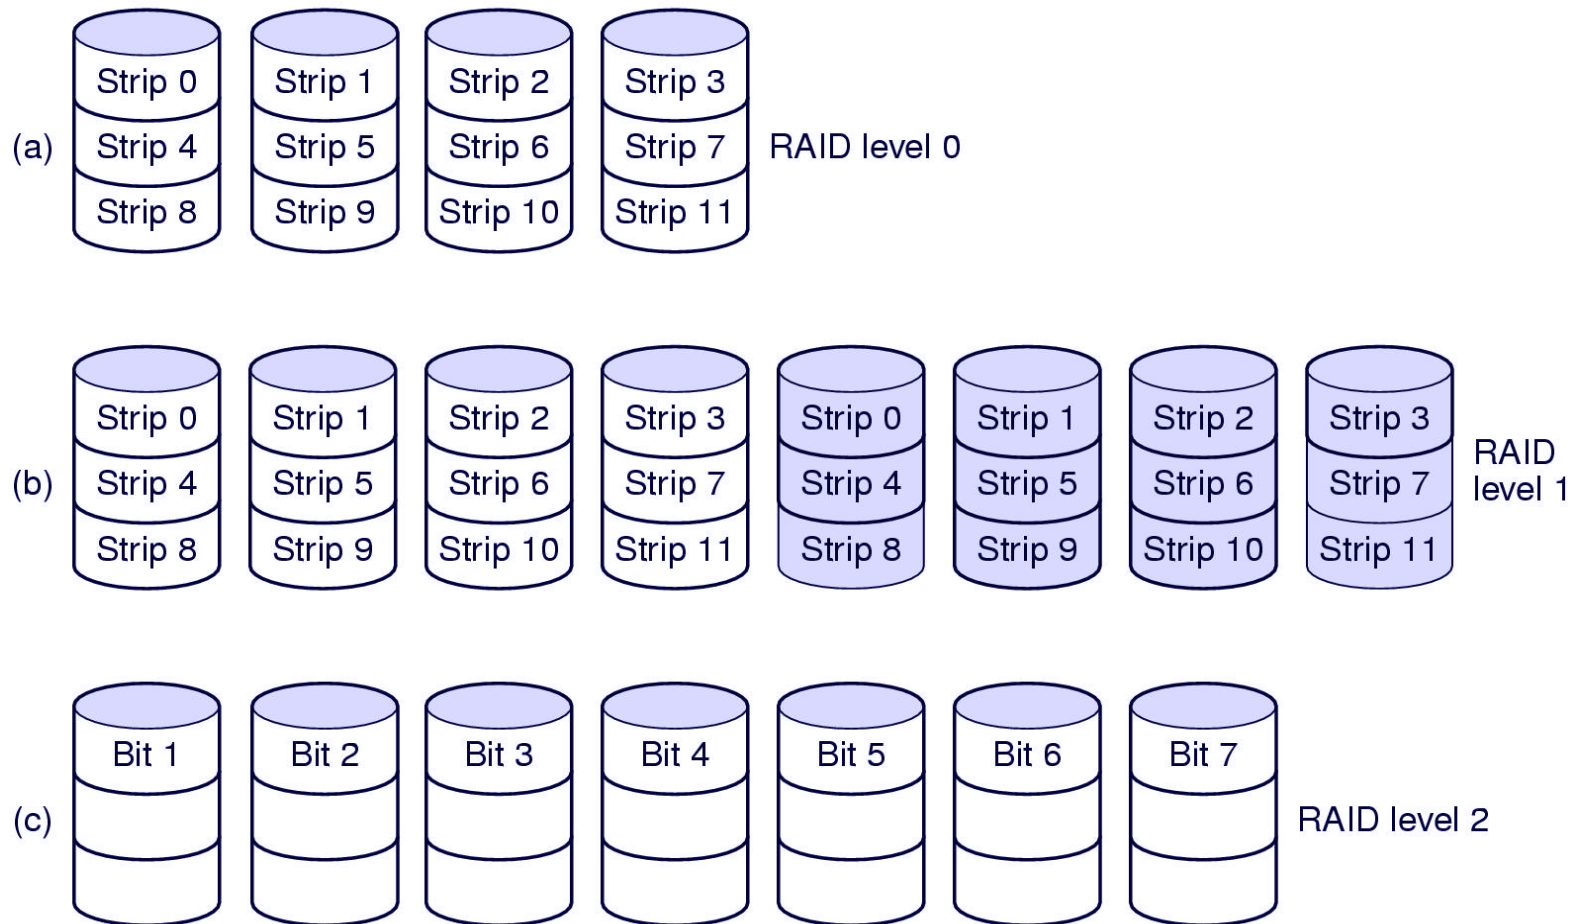 Strip 0 Strip 1 Strip 2 Strip 3
(a) Strip 4 Strip 5 Strip 6 Strip 7 RAID level 0
Strip 8 Strip 9 Strip 10 Strip 11
Strip 0 Strip 1 Strip 2 Strip 3 Strip 0 Strip 1 Strip 2 Strip 3
RAID
(b) Strip 4 Strip 5 Strip 6 Strip 7 Strip 4 Strip 5 Strip 6 Strip 7
level 1
Strip 8 Strip 9 Strip 10 Strip 11 Strip 8 Strip 9 Strip 10 Strip 11
Bit 1 Bit 2 Bit 3 Bit 4 Bit 5 Bit 6 Bit 7
(c) RAID level 2